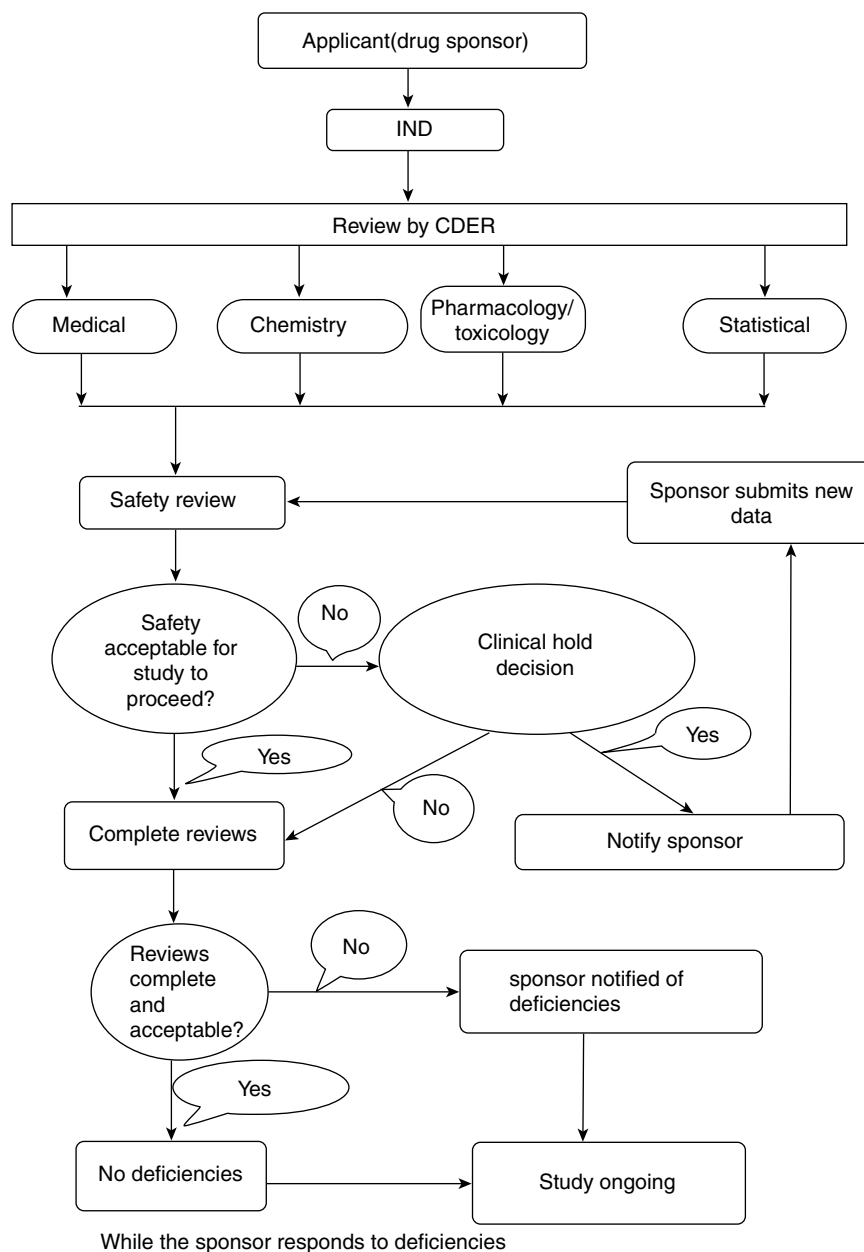 Applicant(drug sponsor)
IND
Review by CDER
Medical
Chemistry
Pharmacology/
toxicology
Statistical
Safety review
Sponsor submits new
data
Safety
acceptable for
study to
proceed?
No
Clinical hold
decision
Yes
Yes
No
Complete reviews
Notify sponsor
Reviews
complete
and
acceptable?
No
sponsor notified of
deficiencies
Yes
No deficiencies
Study ongoing
While the sponsor responds to deficiencies